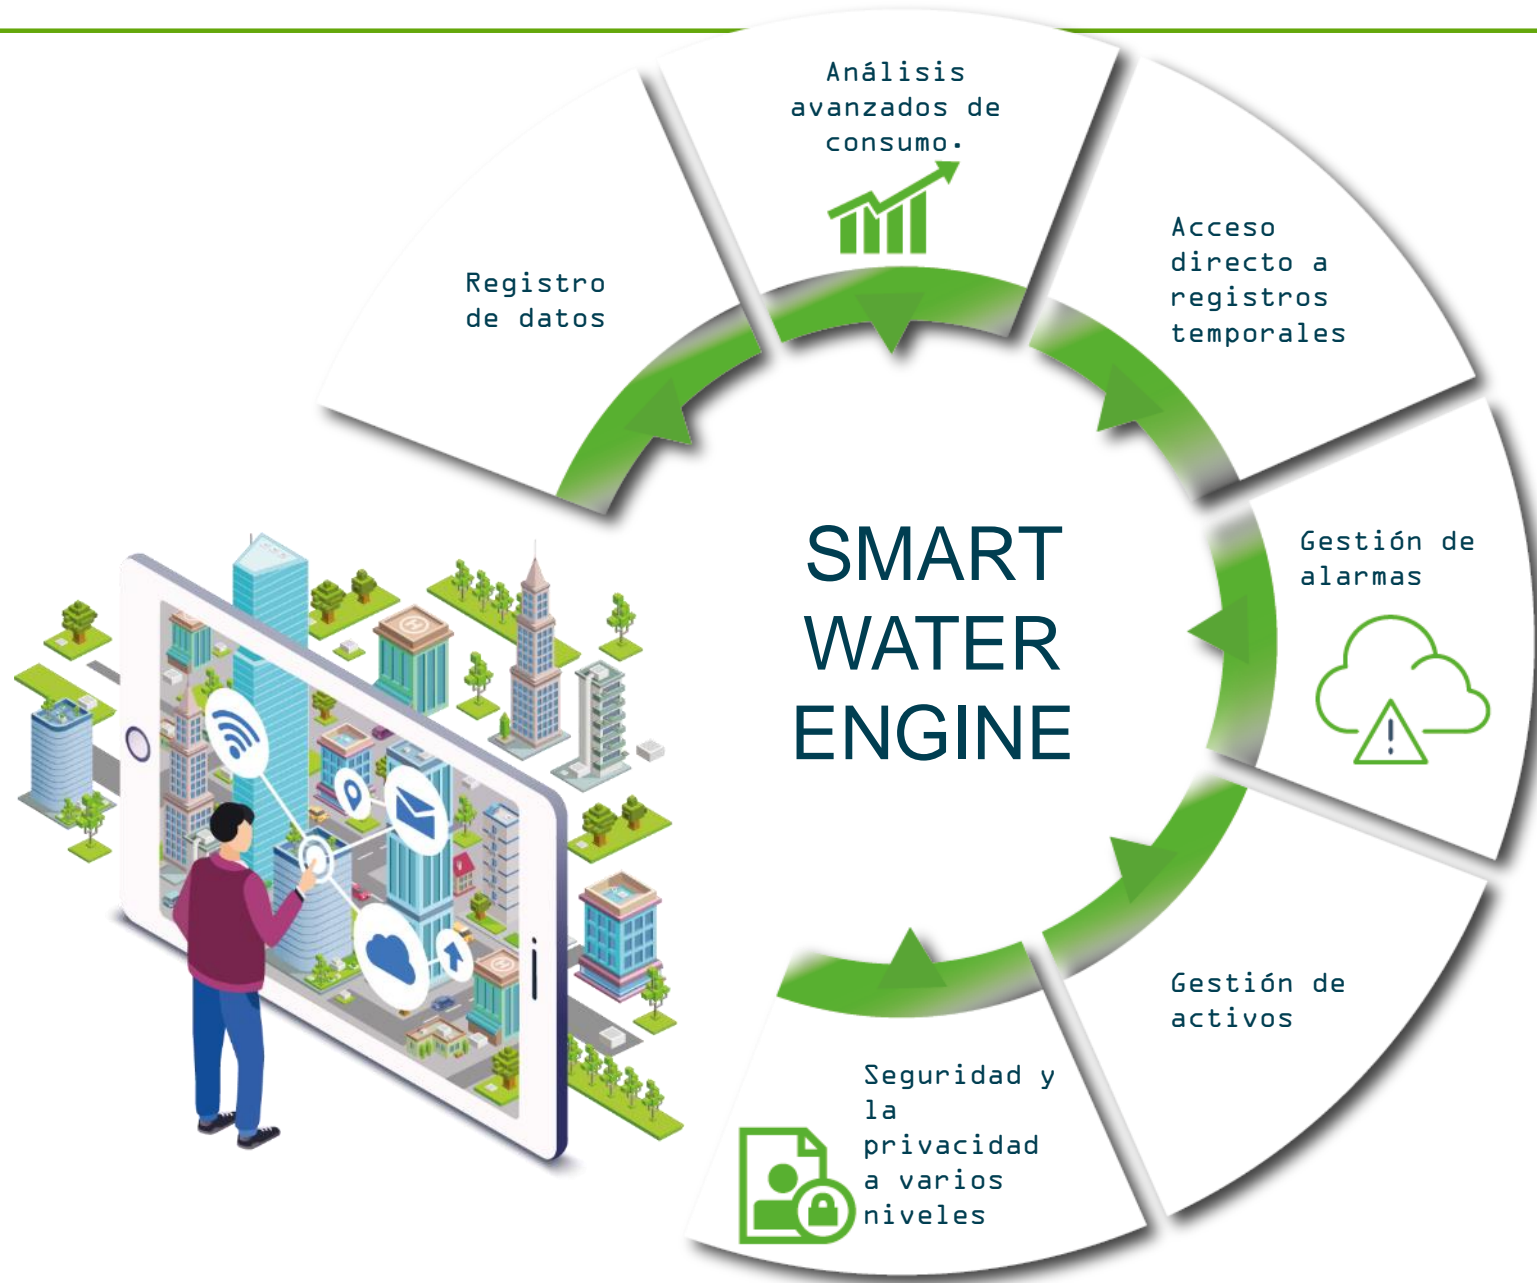 Análisis
avanzados de
consumo.
Registro
de datos
Acceso
directo a
registros
temporales
SMART
WATER
ENGINE
Gestión de
alarmas
Gestión de
activos
Seguridad y
la
privacidad
a varios
niveles